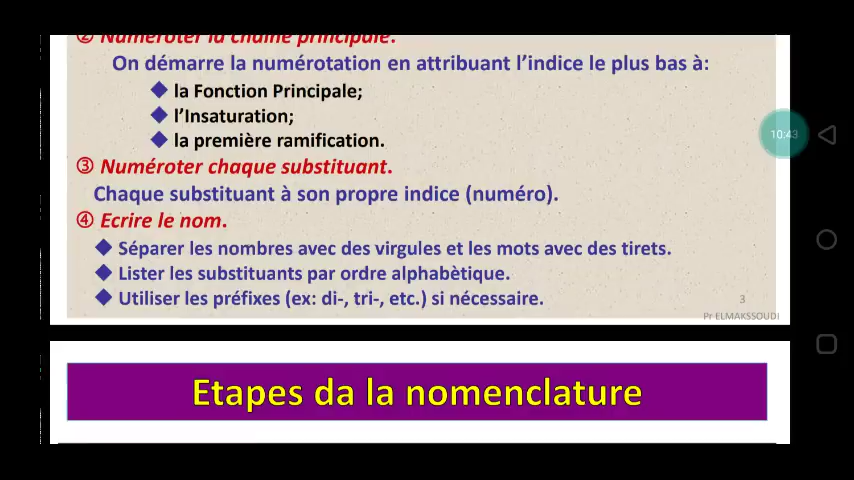 ② Numéroter la chaîne principale.
On démarre la numérotation en attribuant l'indice le plus bas à:
◆ la Fonction Principale;
◆ l'Insaturation;
◆ la première ramification.
③ Numéroter chaque substituant.
Chaque substituant à son propre indice (numéro).
④ Ecrire le nom.
◆ Séparer les nombres avec des virgules et les mots avec des tirets.
◆ Lister les substituants par ordre alphabètique.
◆ Utiliser les préfixes (ex: di-, tri-, etc.) si nécessaire.
3
Pr ELMAKSSOUDI
10:43
Etapes da la nomenclature